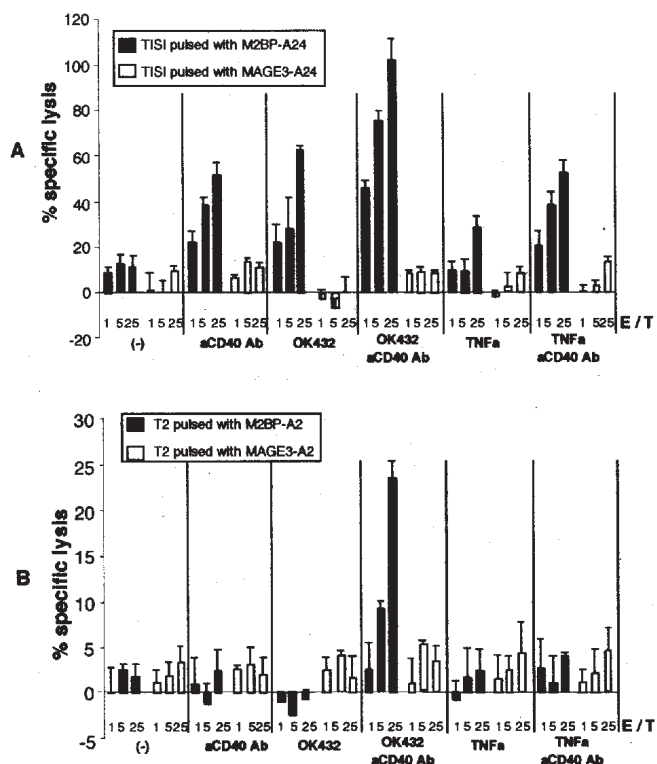 120
100
80
60
40
20
0
-20
% specific lysis
A
TISI pulsed with M2BP-A24
TISI pulsed with MAGE3-A24
1 5 25 1 5 25 1 5 25 1 5 25 1 5 25 1 5 25 1 5 25 1 5 25 1 5 25 1 5 25 1 5 25 1 5 25 E / T
(-) aCD40 Ab OK432 OK432 TNFa TNFa
aCD40 Ab aCD40 Ab
30
25
20
15
10
5
0
-5
% specific lysis
B
T2 pulsed with M2BP-A2
T2 pulsed with MAGE3-A2
1 5 25 1 5 25 1 5 25 1 5 25 1 5 25 1 5 25 1 5 25 1 5 25 1 5 25 1 5 25 1 5 25 1 5 25 E / T
(-) aCD40 Ab OK432 OK432 TNFa TNFa
aCD40 Ab aCD40 Ab